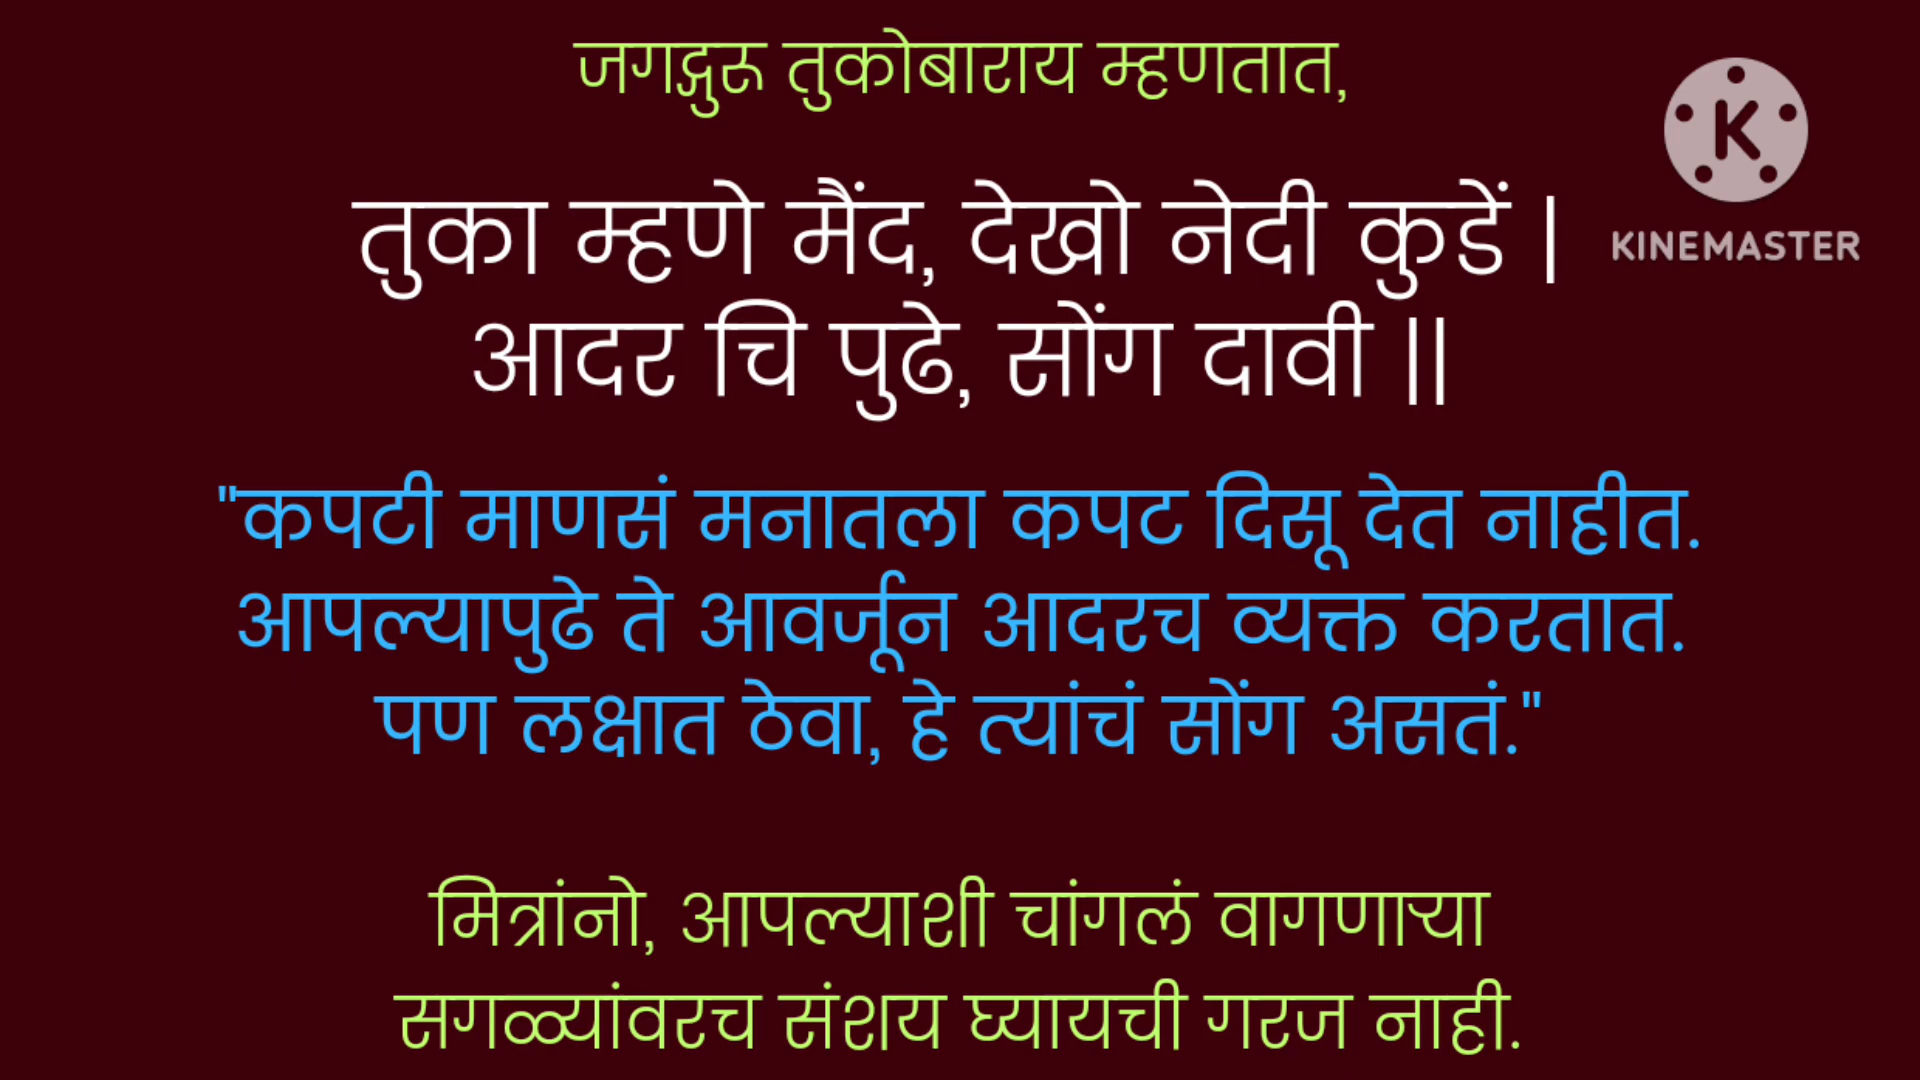 जगद्गुरू तुकोबाराय म्हणतात,
तुका म्हणे मैंद, देखो नेदी कुडें |
आदर चि पुढे, सोंग दावी ||
"कपटी माणसं मनातला कपट दिसू देत नाहीत.
आपल्यापुढे ते आवर्जून आदरच व्यक्त करतात.
पण लक्षात ठेवा, हे त्यांचं सोंग असतं."
मित्रांनो, आपल्याशी चांगलं वागणाऱ्या
सगळ्यांवरच संशय घ्यायची गरज नाही.
K
KINEMASTER